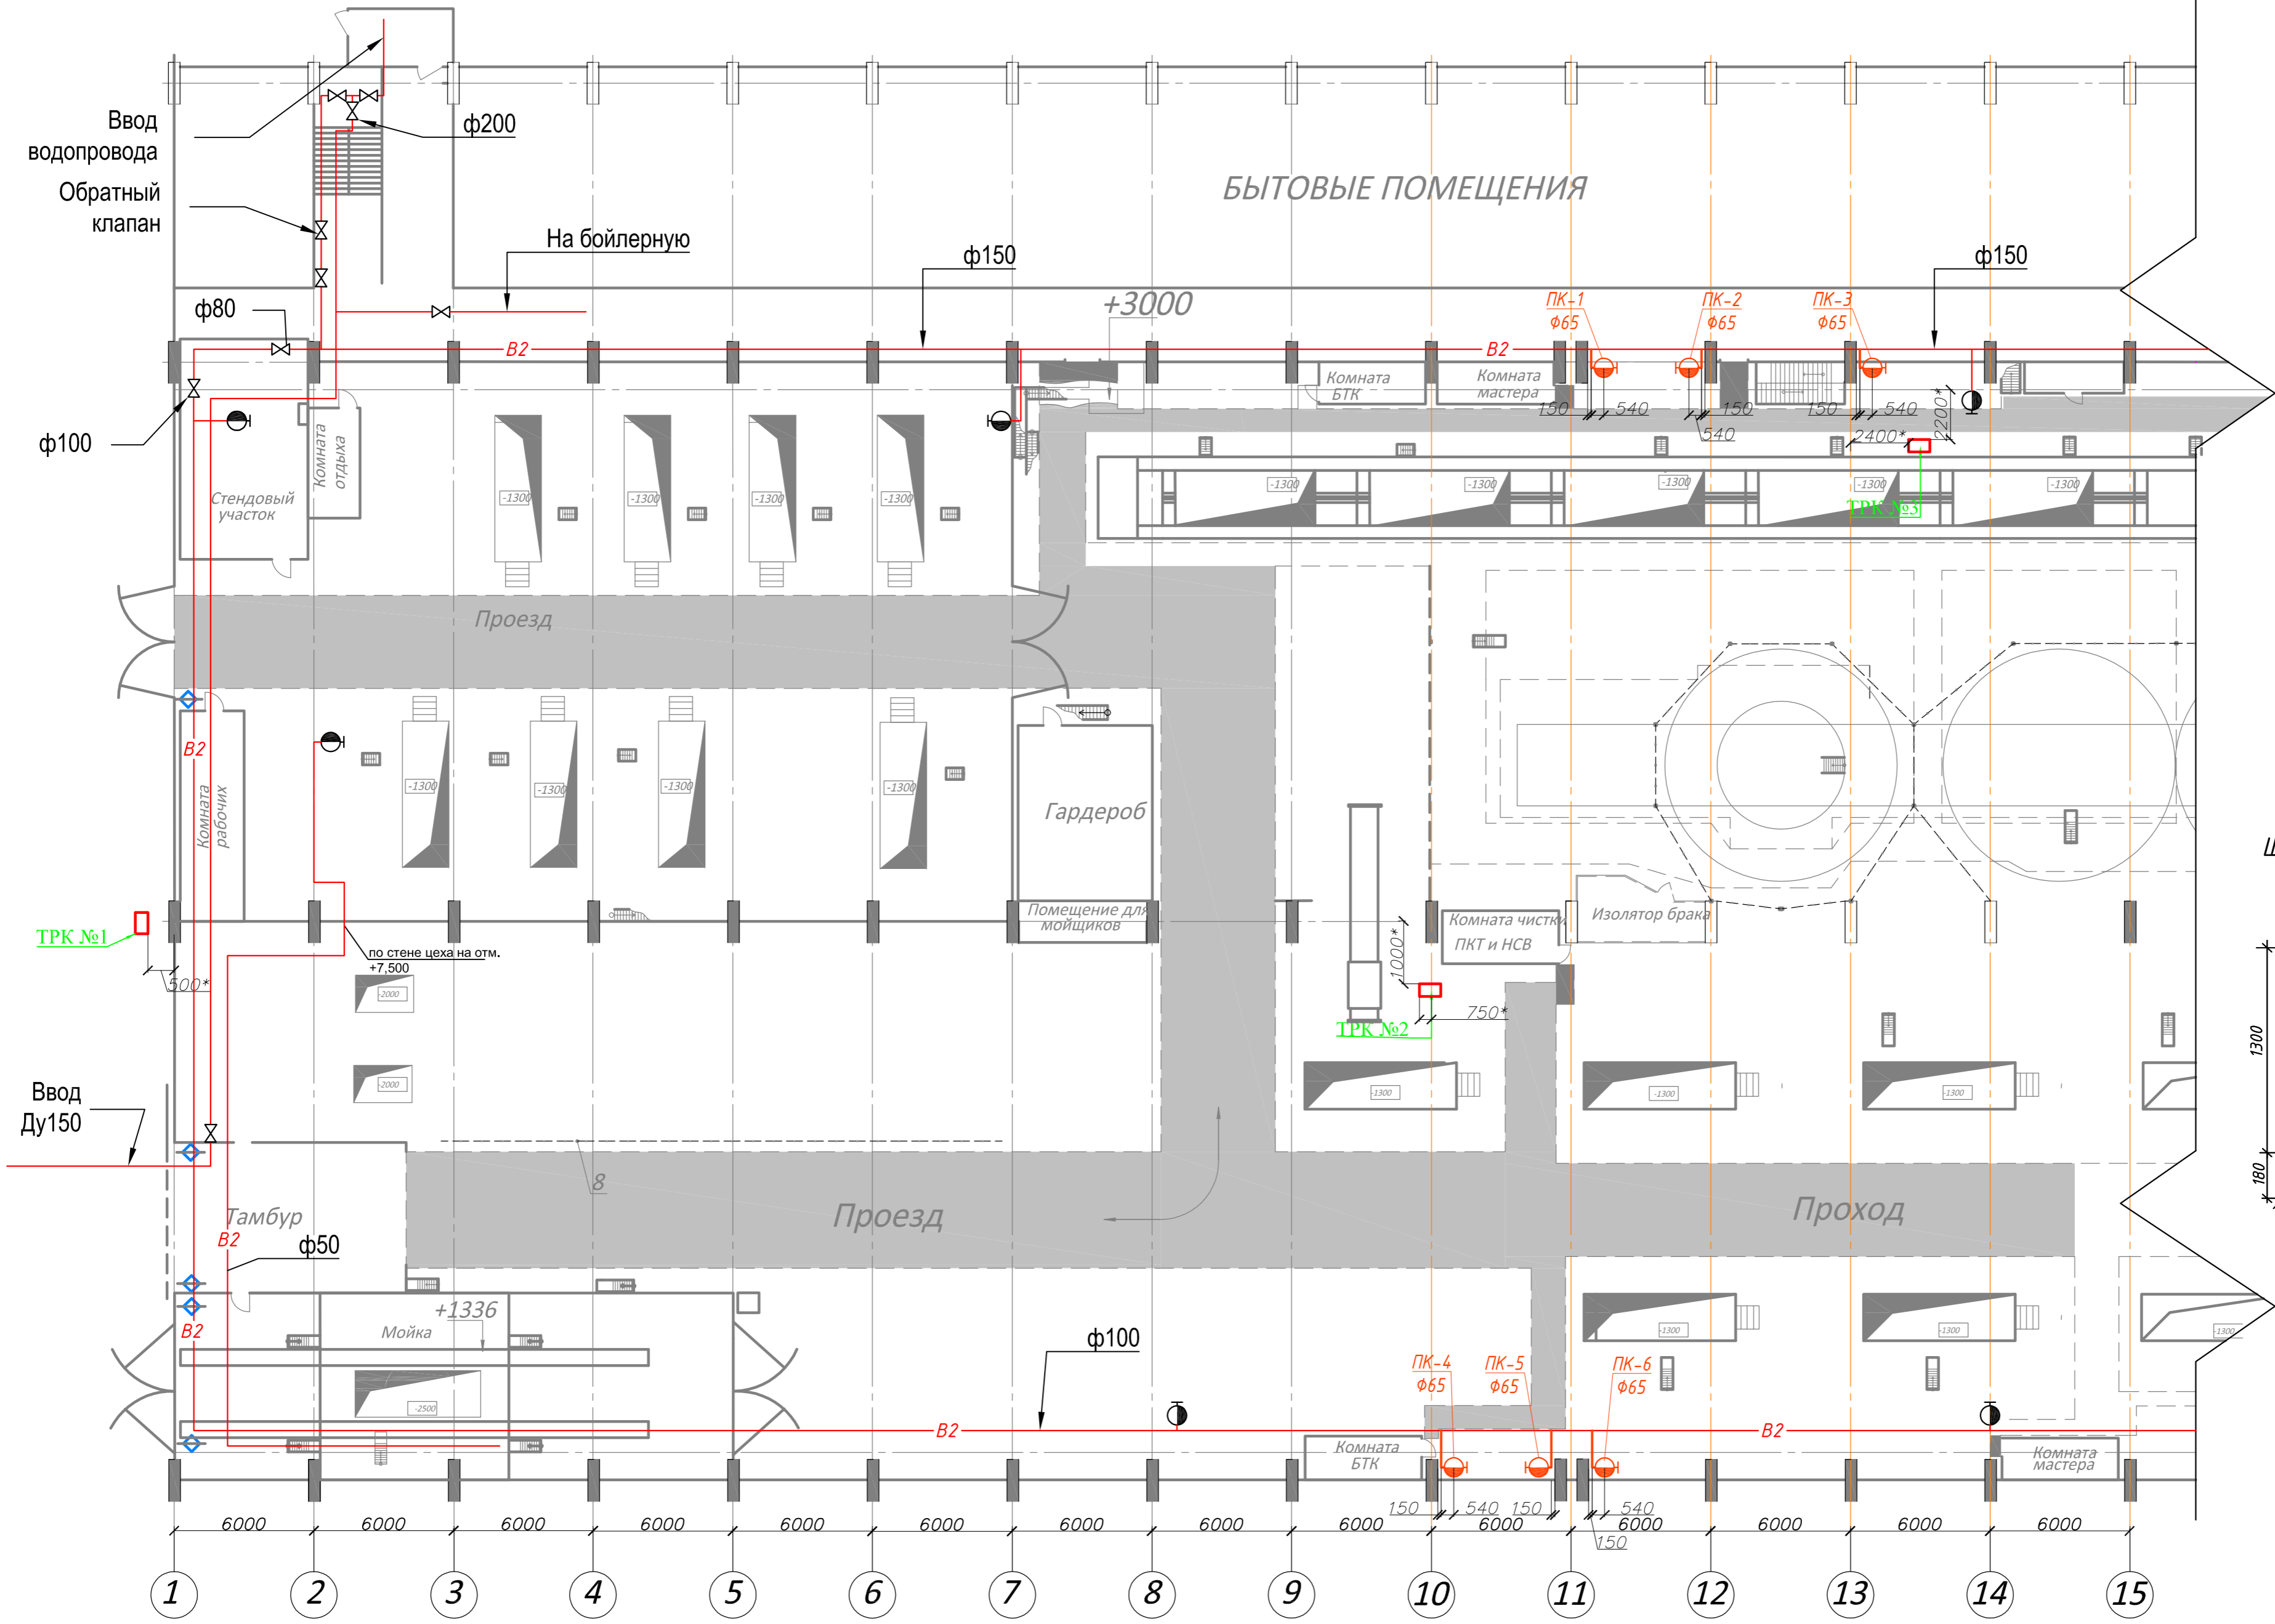 Ввод
водопровода
ф200
Обратный
клапан
БЫТОВЫЕ ПОМЕЩЕНИЯ
На бойлерную
ф150
ф150
ф80
+3000
ПК-1
Ф65
ПК-2
Ф65
ПК-3
Ф65
В2
В2
Комната
БТК
Комната
мастера
150
540
540
150
150
540
2200*
2400*
ф100
Комната
отдыха
Стендовый
участок
-1300
-1300
-1300
-1300
-1300
-1300
-1300
-1300
-1300
ТРК №3
Проезд
В2
Комната
рабочих
-1300
-1300
-1300
-1300
Гардероб
Помещение для
мойщиков
Комната чистки
ПКТ и НСВ
Изолятор брака
ТРК №1
500*
по стене цеха на отм.
+7,500
-2000
-2000
1000*
750*
ТРК №2
-1300
-1300
-1300
Ввод
Ду150
1300
180
8
Тамбур
В2
ф50
Проезд
Проход
+1336
Мойка
В2
-2500
ф100
-1300
-1300
-1300
ПК-4
Ф65
ПК-5
Ф65
ПК-6
Ф65
В2
В2
Комната
БТК
Комната
мастера
150
540
150
540
150
6000
6000
6000
6000
6000
6000
6000
6000
6000
6000
6000
6000
6000
6000
1
2
3
4
5
6
7
8
9
10
11
12
13
14
15